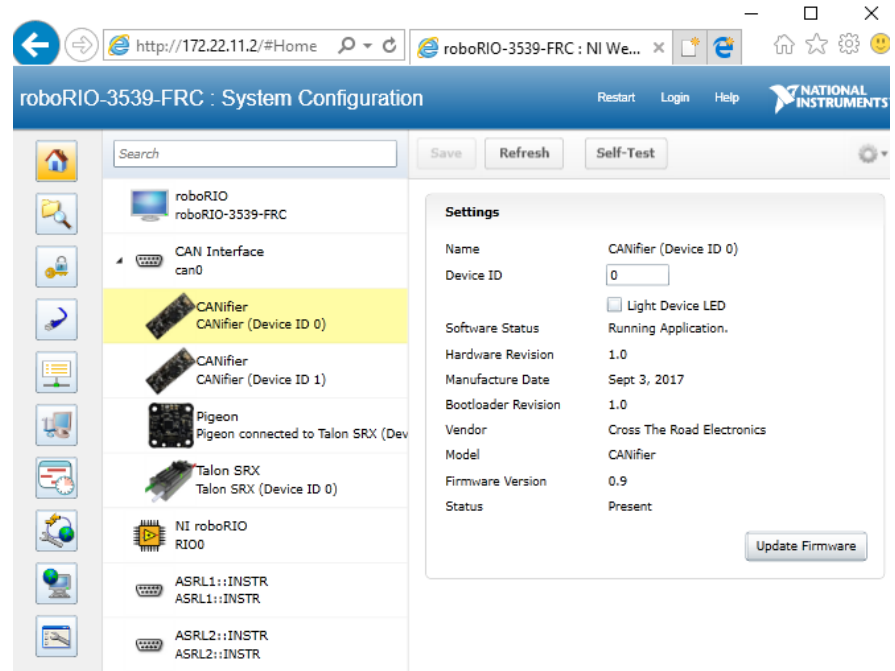 http://172.22.11.2/#Home
roboRIO-3539-FRC : NI We...
roboRIO-3539-FRC : System Configuration
Restart Login Help
NATIONAL INSTRUMENTS
Search
Save Refresh Self-Test
roboRIO
roboRIO-3539-FRC
CAN Interface
can0
CANifier
CANifier (Device ID 0)
CANifier
CANifier (Device ID 1)
Pigeon
Pigeon connected to Talon SRX (Dev
Talon SRX
Talon SRX (Device ID 0)
NI roboRIO
RIO0
ASRL1::INSTR
ASRL1::INSTR
ASRL2::INSTR
ASRL2::INSTR
Settings
Name CANifier (Device ID 0)
Device ID 0
Light Device LED
Software Status Running Application.
Hardware Revision 1.0
Manufacture Date Sept 3, 2017
Bootloader Revision 1.0
Vendor Cross The Road Electronics
Model CANifier
Firmware Version 0.9
Status Present
Update Firmware